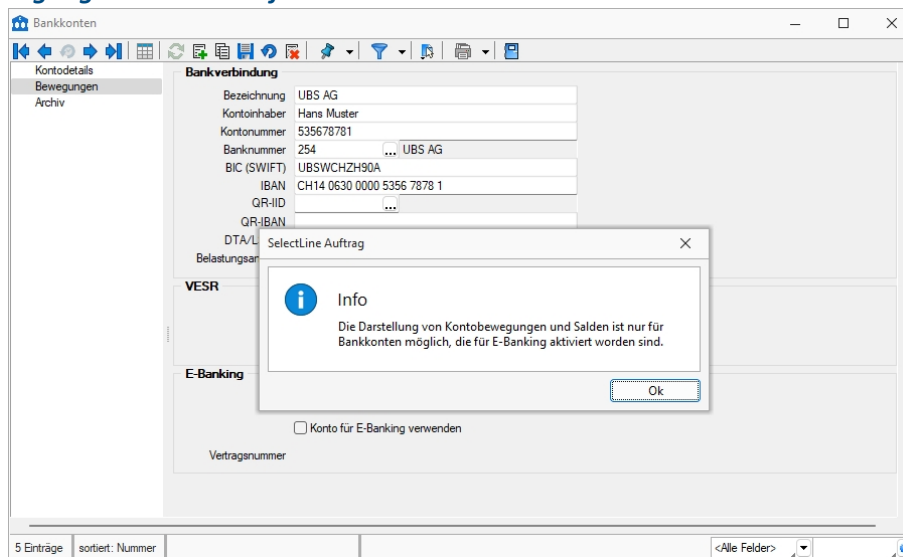 Bankkonten
Kontodetails
Bewegungen
Archiv
Bankverbindung
Bezeichnung UBS AG
Kontoinhaber Hans Muster
Kontonummer 535678781
Banknummer 254 ... UBS AG
BIC (SWIFT) UBSWCHZH90A
IBAN CH14 0630 0000 5356 7878 1
QR-IID ...
QR-IBAN
DTA/L
Belastungsan
VESR
SelectLine Auftrag
Info
Die Darstellung von Kontobewegungen und Salden ist nur für
Bankkonten möglich, die für E-Banking aktiviert worden sind.
Ok
E-Banking
Konto für E-Banking verwenden
Vertragsnummer
5 Einträge sortiert: Nummer <Alle Felder>